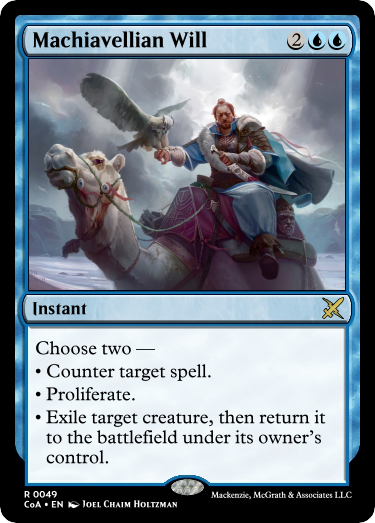 Machiavellian Will 2
Instant
Choose two —
• Counter target spell.
• Proliferate.
• Exile target creature, then return it
to the battlefield under its owner's
control.
R 0049
CoA • EN Joel Chaim Holtzman
Mackenzie, McGrath & Associates LLC